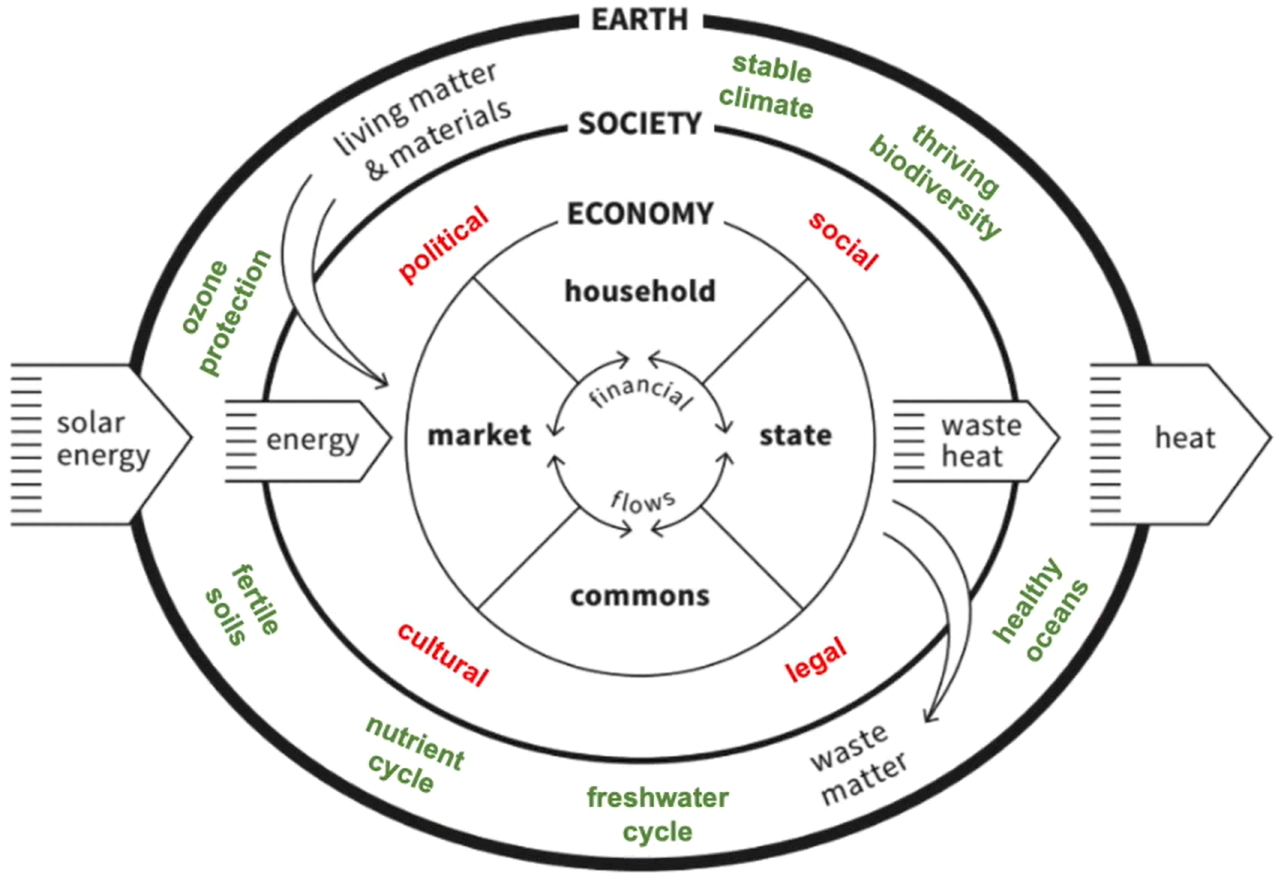 EARTH
living matter
& materials
stable
climate
thriving
biodiversity
SOCIETY
political
social
ECONOMY
household
ozone
protection
solar
energy
energy
market
financial
flows
state
waste
heat
heat
commons
fertile
soils
cultural
legal
healthy
oceans
nutrient
cycle
freshwater
cycle
waste
matter